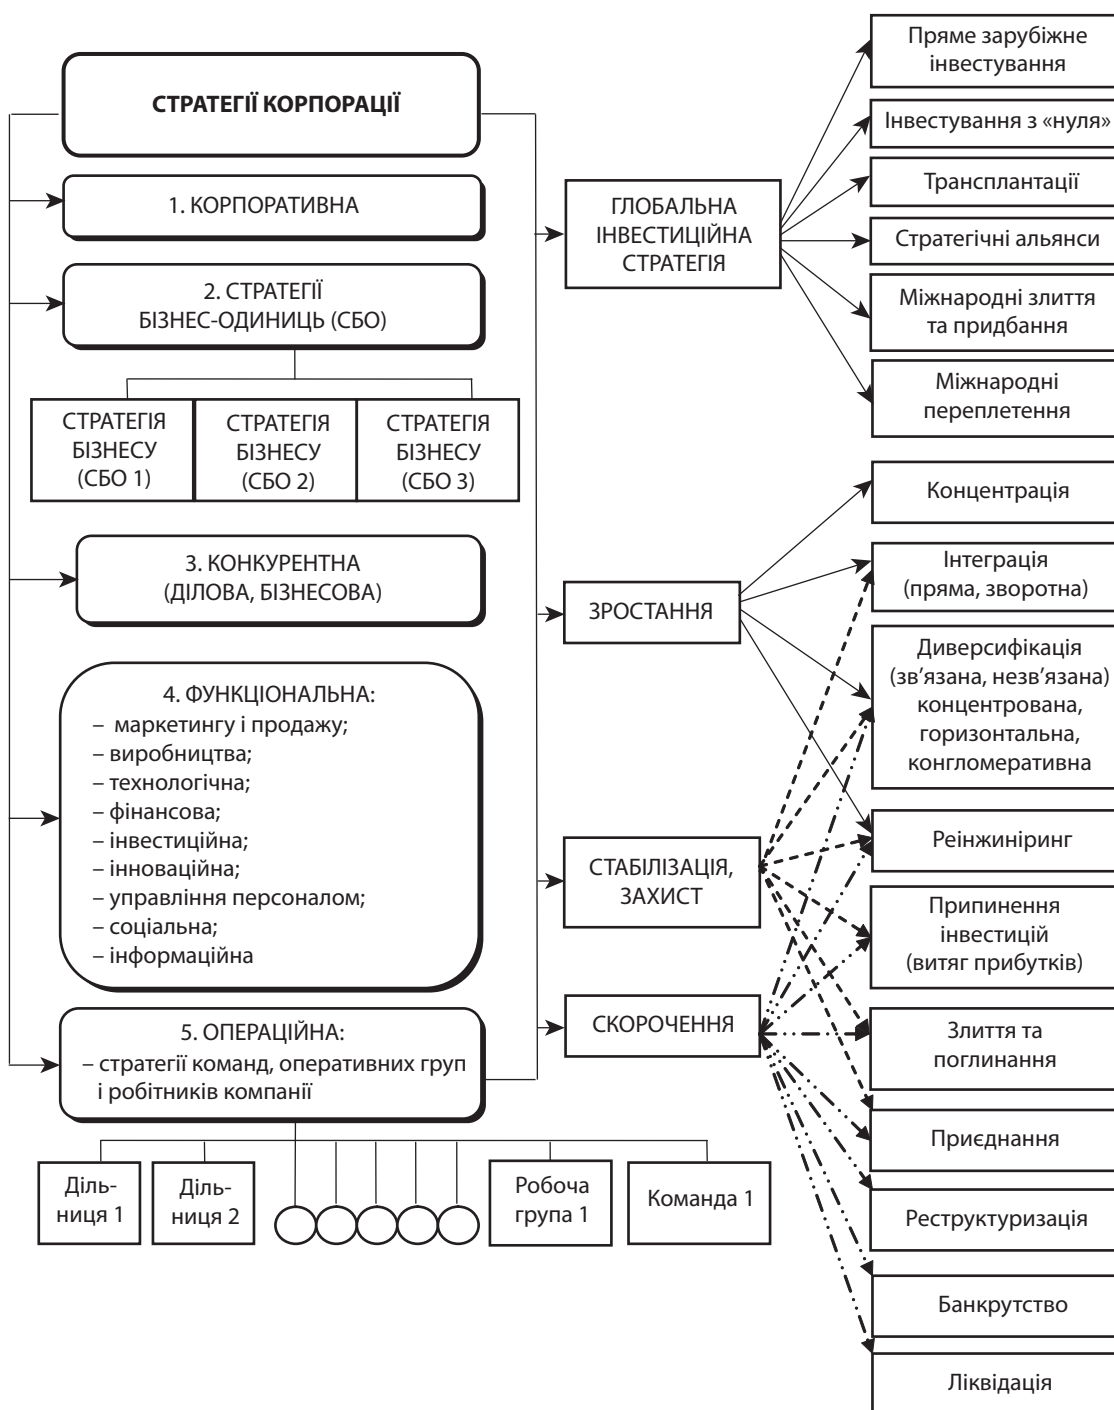 СТРАТЕГІЇ КОРПОРАЦІЇ
1. КОРПОРАТИВНА
2. СТРАТЕГІЇ
БІЗНЕС-ОДИНИЦЬ (СБО)
СТРАТЕГІЯ
БІЗНЕСУ
(СБО 1)
СТРАТЕГІЯ
БІЗНЕСУ
(СБО 2)
СТРАТЕГІЯ
БІЗНЕСУ
(СБО 3)
3. КОНКУРЕНТНА
(ДІЛОВА, БІЗНЕСОВА)
4. ФУНКЦІОНАЛЬНА:
– маркетингу і продажу;
– виробництва;
– технологічна;
– фінансова;
– інвестиційна;
– інноваційна;
– управління персоналом;
– соціальна;
– інформаційна
5. ОПЕРАЦІЙНА:
– стратегії команд, оперативних груп
і робітників компанії
Діль-
ниця 1
Діль-
ниця 2
Робоча
група 1
Команда 1
ГЛОБАЛЬНА
ІНВЕСТИЦІЙНА
СТРАТЕГІЯ
ЗРОСТАННЯ
СТАБІЛІЗАЦІЯ,
ЗАХИСТ
СКОРОЧЕННЯ
Пряме зарубіжне
інвестування
Інвестування з «нуля»
Трансплантації
Стратегічні альянси
Міжнародні злиття
та придбання
Міжнародні
переплетення
Концентрація
Інтеграція
(пряма, зворотна)
Диверсифікація
(зв’язана, незв’язана)
концентрована,
горизонтальна,
конгломеративна
Реінжиніринг
Припинення
інвестицій
(витяг прибутків)
Злиття та
поглинання
Приєднання
Реструктуризація
Банкрутство
Ліквідація